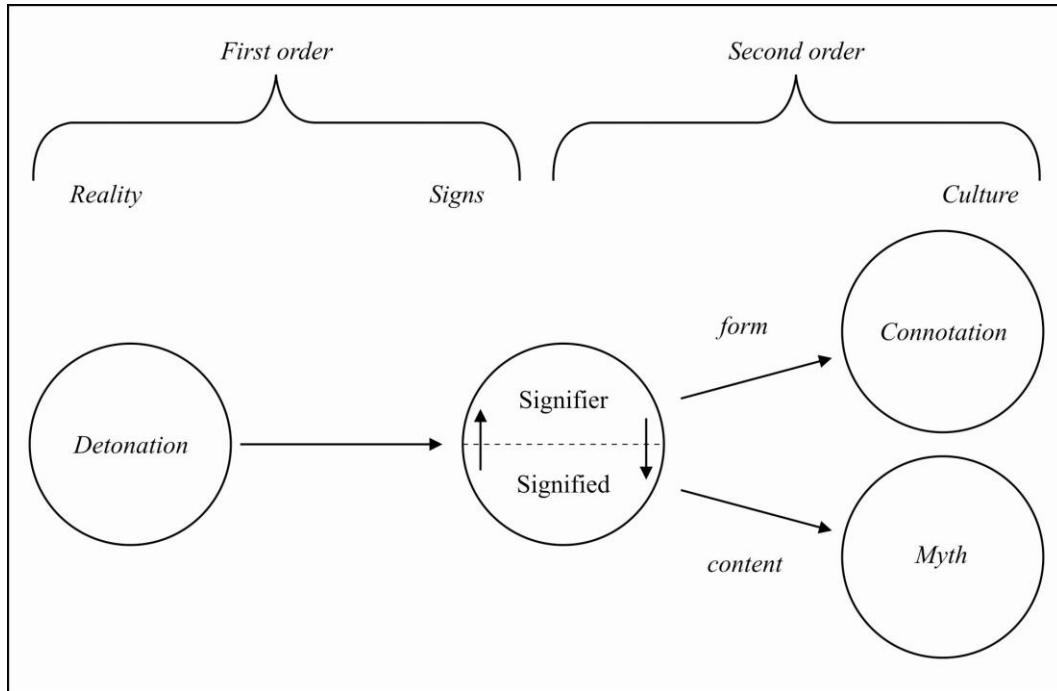 First order
Second order
Reality
Signs
Culture
form
Connotation
Signifier
Detonation
Signified
content
Myth